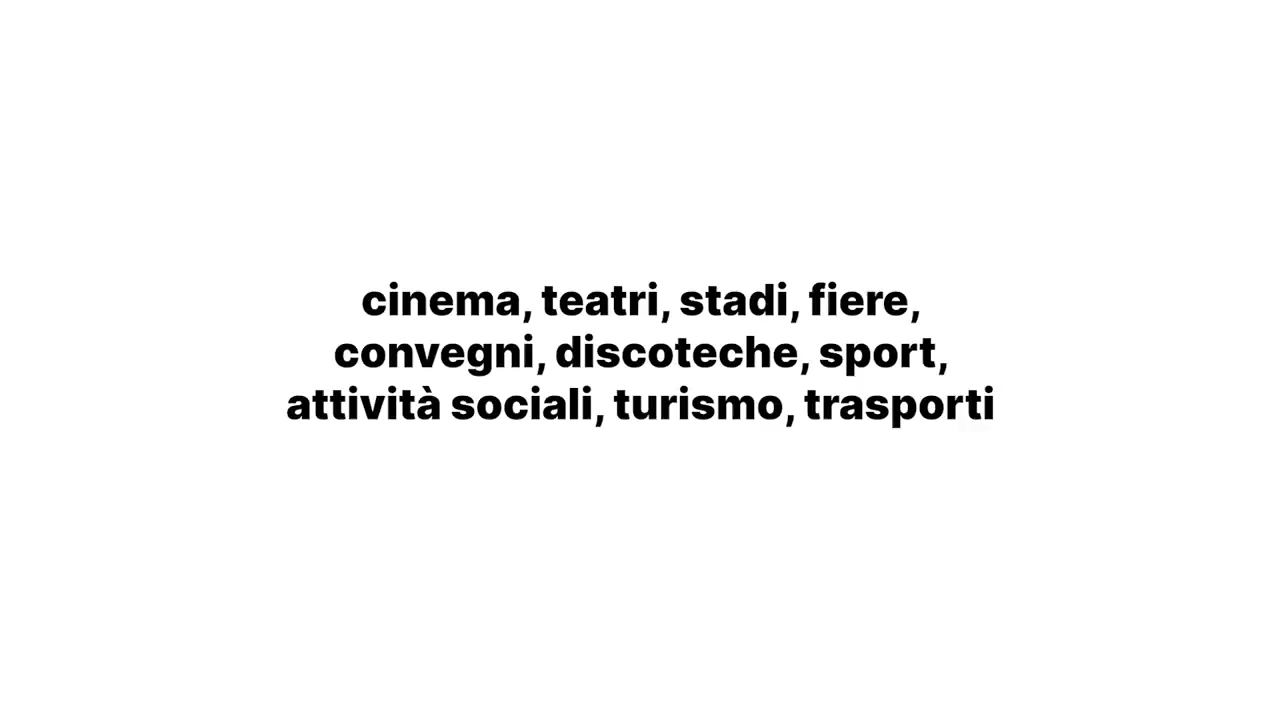 cinema, teatri, stadi, fiere,
convegni, discoteche, sport,
attività sociali, turismo, trasporti